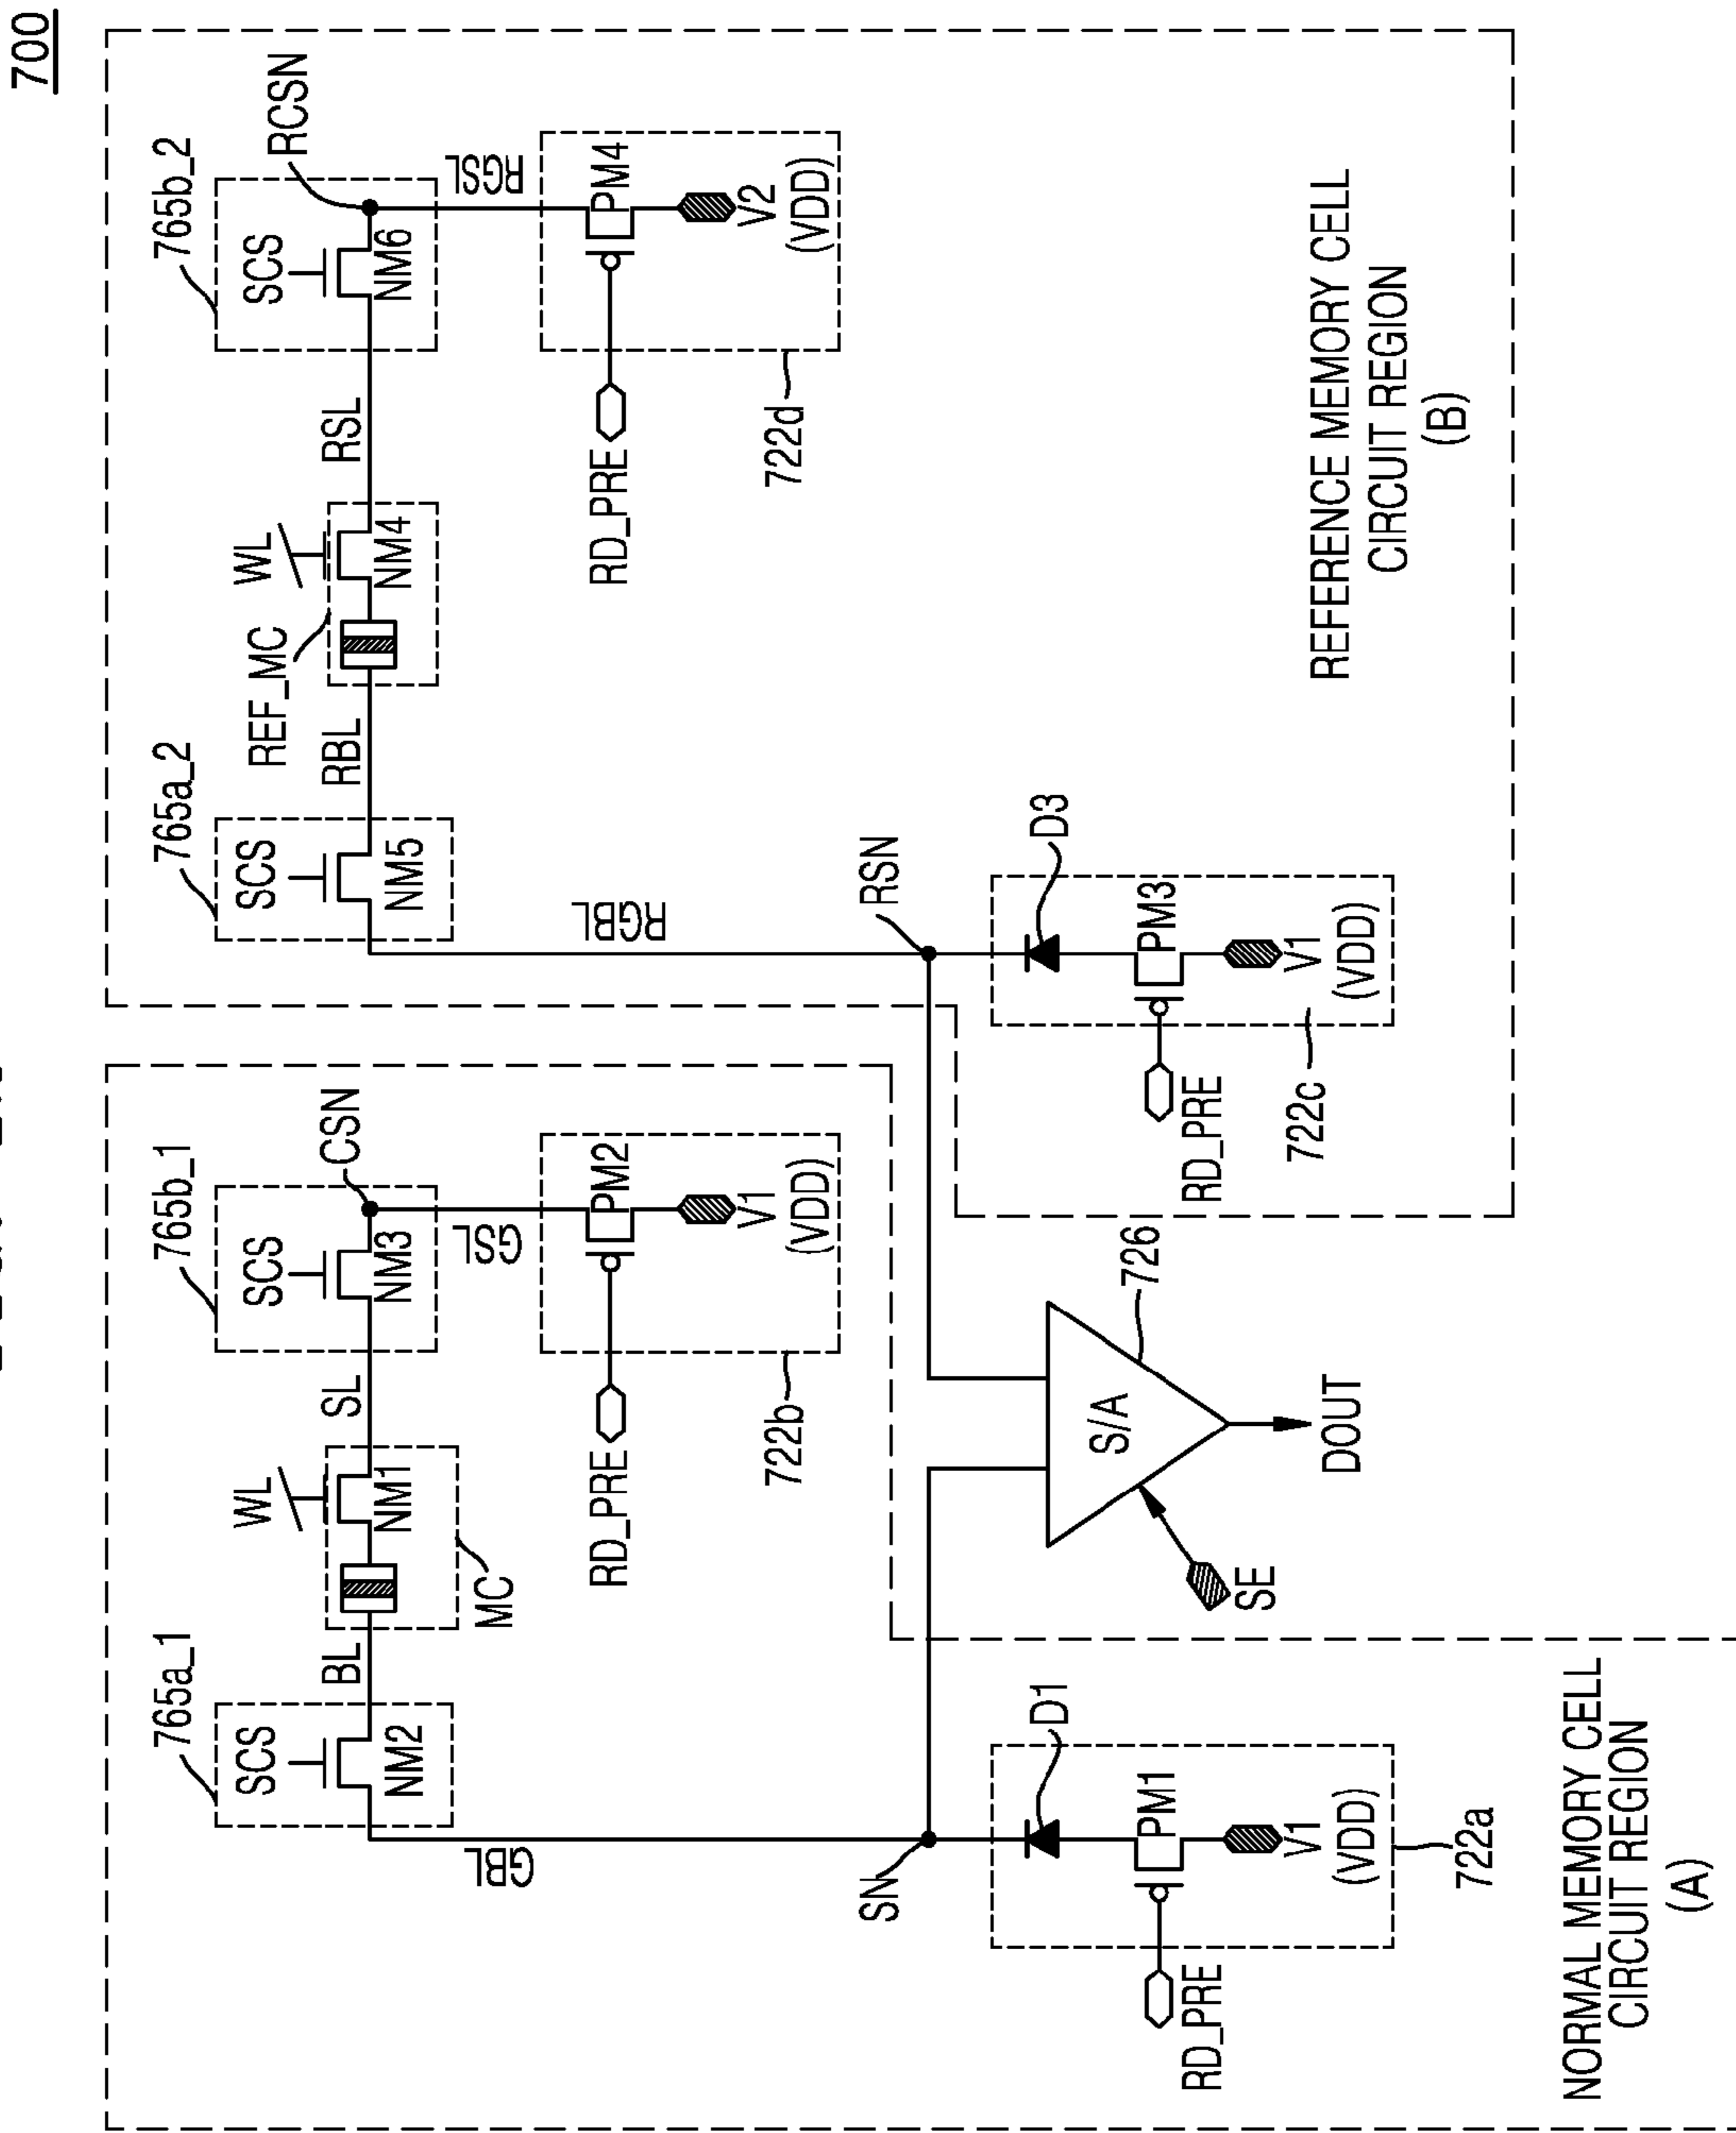 700
765a_1
765b_1
765a_2
765b_2
SCS
NM2
BL
WL
NM1
MC
SL
SCS
NM3
CSN
SCS
NM5
RBL
REF_MC
WL
NM4
RSL
SCS
NM6
RCSN
GBL
GSL
RD_PRE
PM2
V1
(VDD)
722b
RGBL
RGSL
RD_PRE
PM4
V2
(VDD)
722d
SN
RSN
D1
RD_PRE
PM1
V1
(VDD)
722a
S/A
726
SE
DOUT
D3
RD_PRE
PM3
V1
(VDD)
722c
NORMAL MEMORY CELL
CIRCUIT REGION
(A)
REFERENCE MEMORY CELL
CIRCUIT REGION
(B)